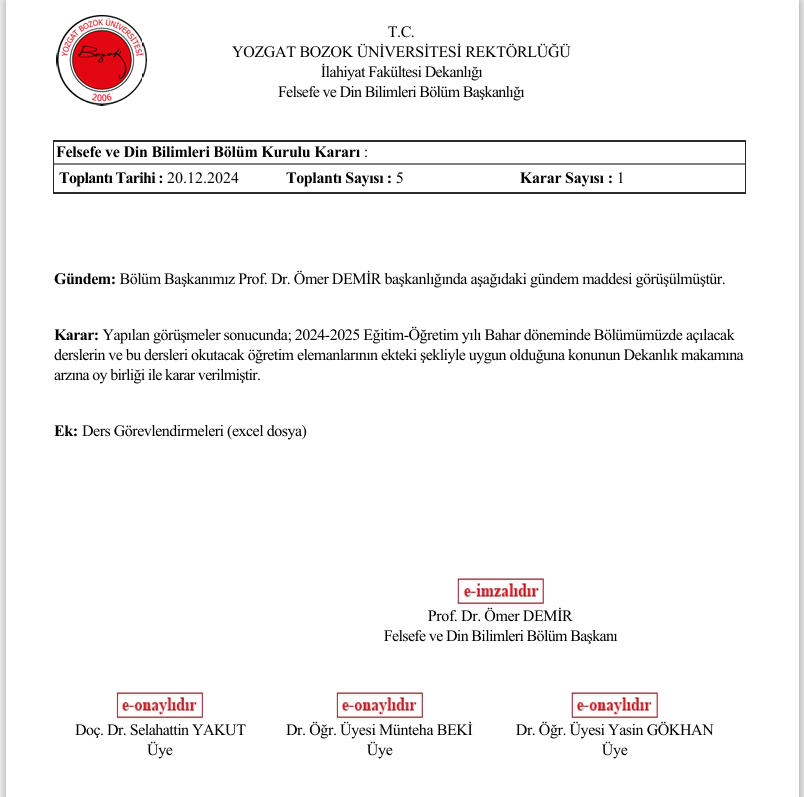 YOZGAT BOZOK ÜNİVERSİTESİ
Bozok
2006
T.C.
YOZGAT BOZOK ÜNİVERSİTESİ REKTÖRLÜĞÜ
İlahiyat Fakültesi Dekanlığı
Felsefe ve Din Bilimleri Bölüm Başkanlığı
Felsefe ve Din Bilimleri Bölüm Kurulu Kararı :
Toplantı Tarihi : 20.12.2024 Toplantı Sayısı : 5 Karar Sayısı : 1
Gündem: Bölüm Başkanımız Prof. Dr. Ömer DEMİR başkanlığında aşağıdaki gündem maddesi görüşülmüştür.
Karar: Yapılan görüşmeler sonucunda; 2024-2025 Eğitim-Öğretim yılı Bahar döneminde Bölümümüzde açılacak
derslerin ve bu dersleri okutacak öğretim elemanlarının ekteki şekliyle uygun olduğuna konunun Dekanlık makamına
arzına oy birliği ile karar verilmiştir.
Ek: Ders Görevlendirmeleri (excel dosya)
e-imzalıdır
Prof. Dr. Ömer DEMİR
Felsefe ve Din Bilimleri Bölüm Başkanı
e-onaylıdır e-onaylıdır e-onaylıdır
Doç. Dr. Selahattin YAKUT Dr. Öğr. Üyesi Münteha BEKİ Dr. Öğr. Üyesi Yasin GÖKHAN
Üye Üye Üye